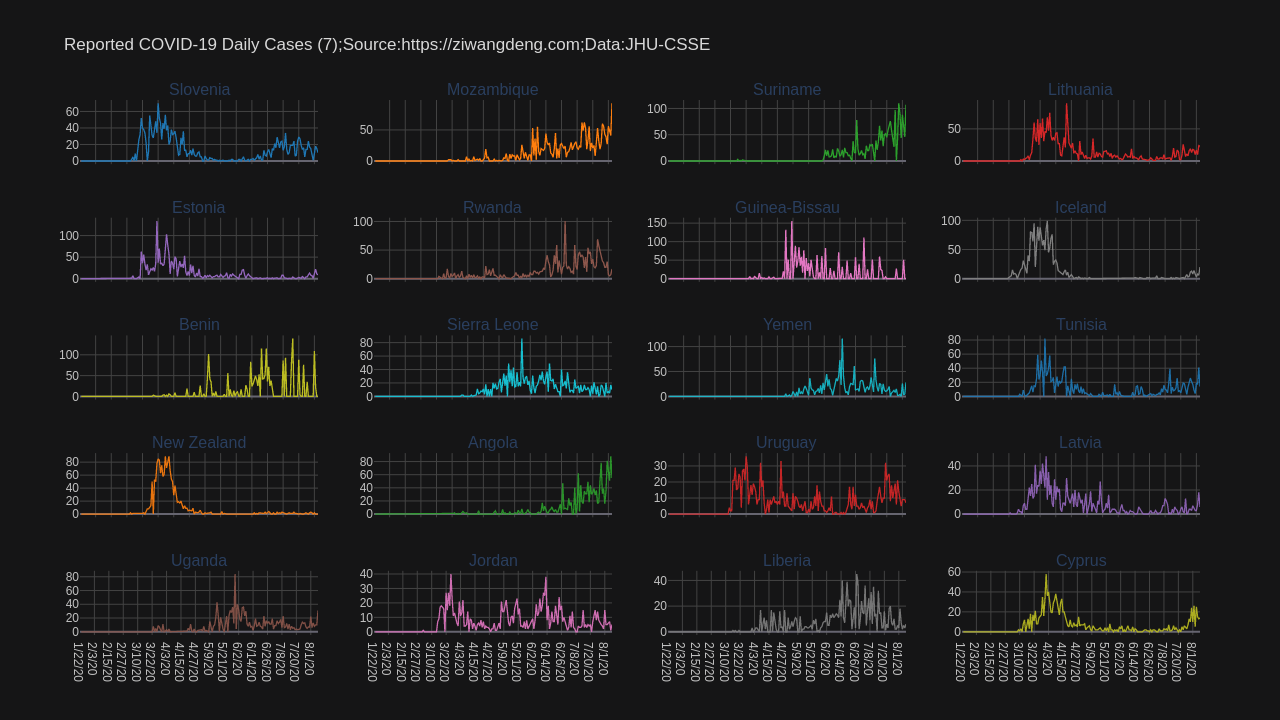 Reported COVID-19 Daily Cases (7);Source:https://ziwangdeng.com;Data:JHU-CSSE
Slovenia Mozambique Suriname Lithuania
60 40 20 0
50 0
100 50 0
50 0
Estonia Rwanda Guinea-Bissau Iceland
100 50 0
100 50 0
150 100 50 0
100 50 0
Benin Sierra Leone Yemen Tunisia
100 50 0
80 60 40 20 0
100 50 0
80 60 40 20 0
New Zealand Angola Uruguay Latvia
80 60 40 20 0
80 60 40 20 0
30 20 10 0
40 20 0
Uganda Jordan Liberia Cyprus
80 60 40 20 0
40 30 20 10 0
40 20 0
60 40 20 0
1/22/20 2/3/20 2/15/20 2/27/20 3/10/20 3/22/20 4/3/20 4/15/20 4/27/20 5/9/20 5/21/20 6/2/20 6/14/20 6/26/20 7/8/20 7/20/20 8/1/20
1/22/20 2/3/20 2/15/20 2/27/20 3/10/20 3/22/20 4/3/20 4/15/20 4/27/20 5/9/20 5/21/20 6/2/20 6/14/20 6/26/20 7/8/20 7/20/20 8/1/20
1/22/20 2/3/20 2/15/20 2/27/20 3/10/20 3/22/20 4/3/20 4/15/20 4/27/20 5/9/20 5/21/20 6/2/20 6/14/20 6/26/20 7/8/20 7/20/20 8/1/20
1/22/20 2/3/20 2/15/20 2/27/20 3/10/20 3/22/20 4/3/20 4/15/20 4/27/20 5/9/20 5/21/20 6/2/20 6/14/20 6/26/20 7/8/20 7/20/20 8/1/20